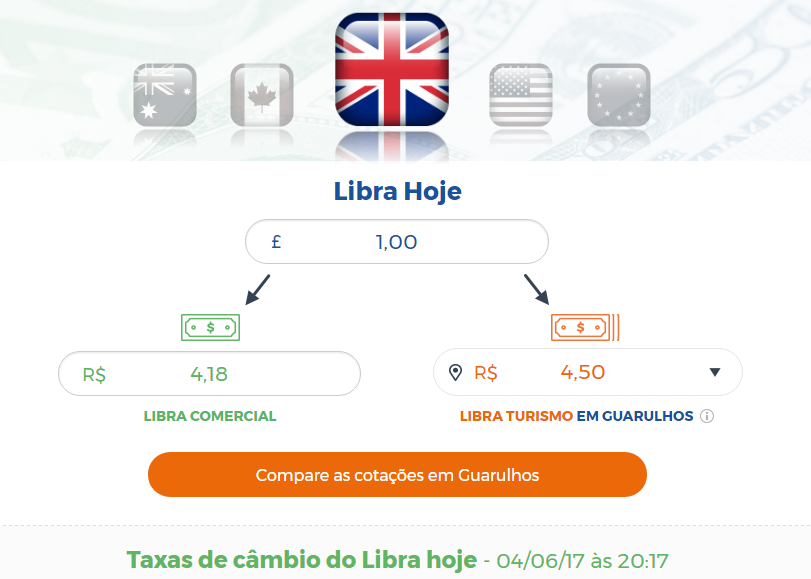 Libra Hoje
£ 1,00
R$ 4,18
R$ 4,50
LIBRA COMERCIAL
LIBRA TURISMO EM GUARULHOS
Compare as cotações em Guarulhos
Taxas de câmbio do Libra hoje - 04/06/17 às 20:17